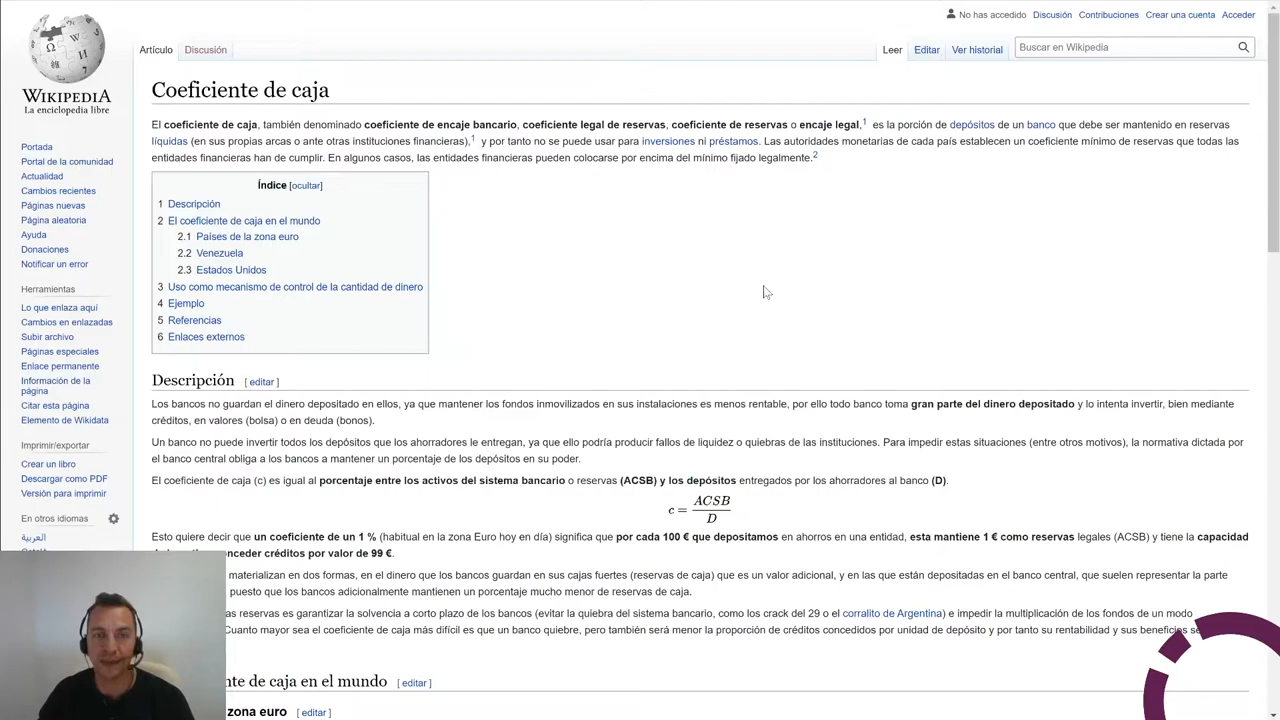 No has accedido Discusión Contribuciones Crear una cuenta Acceder
WIKIPEDIA
La enciclopedia libre
Artículo Discusión Leer Editar Ver historial Buscar en Wikipedia
Portada
Portal de la comunidad
Actualidad
Cambios recientes
Páginas nuevas
Página aleatoria
Ayuda
Donaciones
Notificar un error
Herramientas
Lo que enlaza aquí
Cambios en enlazadas
Subir archivo
Páginas especiales
Enlace permanente
Información de la
página
Citar esta página
Elemento de Wikidata
Imprimir/exportar
Crear un libro
Descargar como PDF
Versión para imprimir
En otros idiomas
العربية
Coeficiente de caja
El coeficiente de caja, también denominado coeficiente de encaje bancario, coeficiente legal de reservas, coeficiente de reservas o encaje legal,1 es la porción de depósitos de un banco que debe ser mantenido en reservas
líquidas (en sus propias arcas o ante otras instituciones financieras),1 y por tanto no se puede usar para inversiones ni préstamos. Las autoridades monetarias de cada país establecen un coeficiente mínimo de reservas que todas las
entidades financieras han de cumplir. En algunos casos, las entidades financieras pueden colocarse por encima del mínimo fijado legalmente.2
Índice [ocultar]
1 Descripción
2 El coeficiente de caja en el mundo
2.1 Países de la zona euro
2.2 Venezuela
2.3 Estados Unidos
3 Uso como mecanismo de control de la cantidad de dinero
4 Ejemplo
5 Referencias
6 Enlaces externos
Descripción [ editar ]
Los bancos no guardan el dinero depositado en ellos, ya que mantener los fondos inmovilizados en sus instalaciones es menos rentable, por ello todo banco toma gran parte del dinero depositado y lo intenta invertir, bien mediante
créditos, en valores (bolsa) o en deuda (bonos).
Un banco no puede invertir todos los depósitos que los ahorradores le entregan, ya que ello podría producir fallos de liquidez o quiebras de las instituciones. Para impedir estas situaciones (entre otros motivos), la normativa dictada por
el banco central obliga a los bancos a mantener un porcentaje de los depósitos en su poder.
El coeficiente de caja (c) es igual al porcentaje entre los activos del sistema bancario o reservas (ACSB) y los depósitos entregados por los ahorradores al banco (D).
c = ACSB / D
Esto quiere decir que un coeficiente de un 1 % (habitual en la zona Euro hoy en día) significa que por cada 100 € que depositamos en ahorros en una entidad, esta mantiene 1 € como reservas legales (ACSB) y tiene la capacidad
conceder créditos por valor de 99 €.
materializan en dos formas, en el dinero que los bancos guardan en sus cajas fuertes (reservas de caja) que es un valor adicional, y en las que están depositadas en el banco central, que suelen representar la parte
puesto que los bancos adicionalmente mantienen un porcentaje mucho menor de reservas de caja.
as reservas es garantizar la solvencia a corto plazo de los bancos (evitar la quiebra del sistema bancario, como los crack del 29 o el corralito de Argentina) e impedir la multiplicación de los fondos de un modo
Cuanto mayor sea el coeficiente de caja más difícil es que un banco quiebre, pero también será menor la proporción de créditos concedidos por unidad de depósito y por tanto su rentabilidad y sus beneficios
nte de caja en el mundo [ editar ]
zona euro [ editar ]